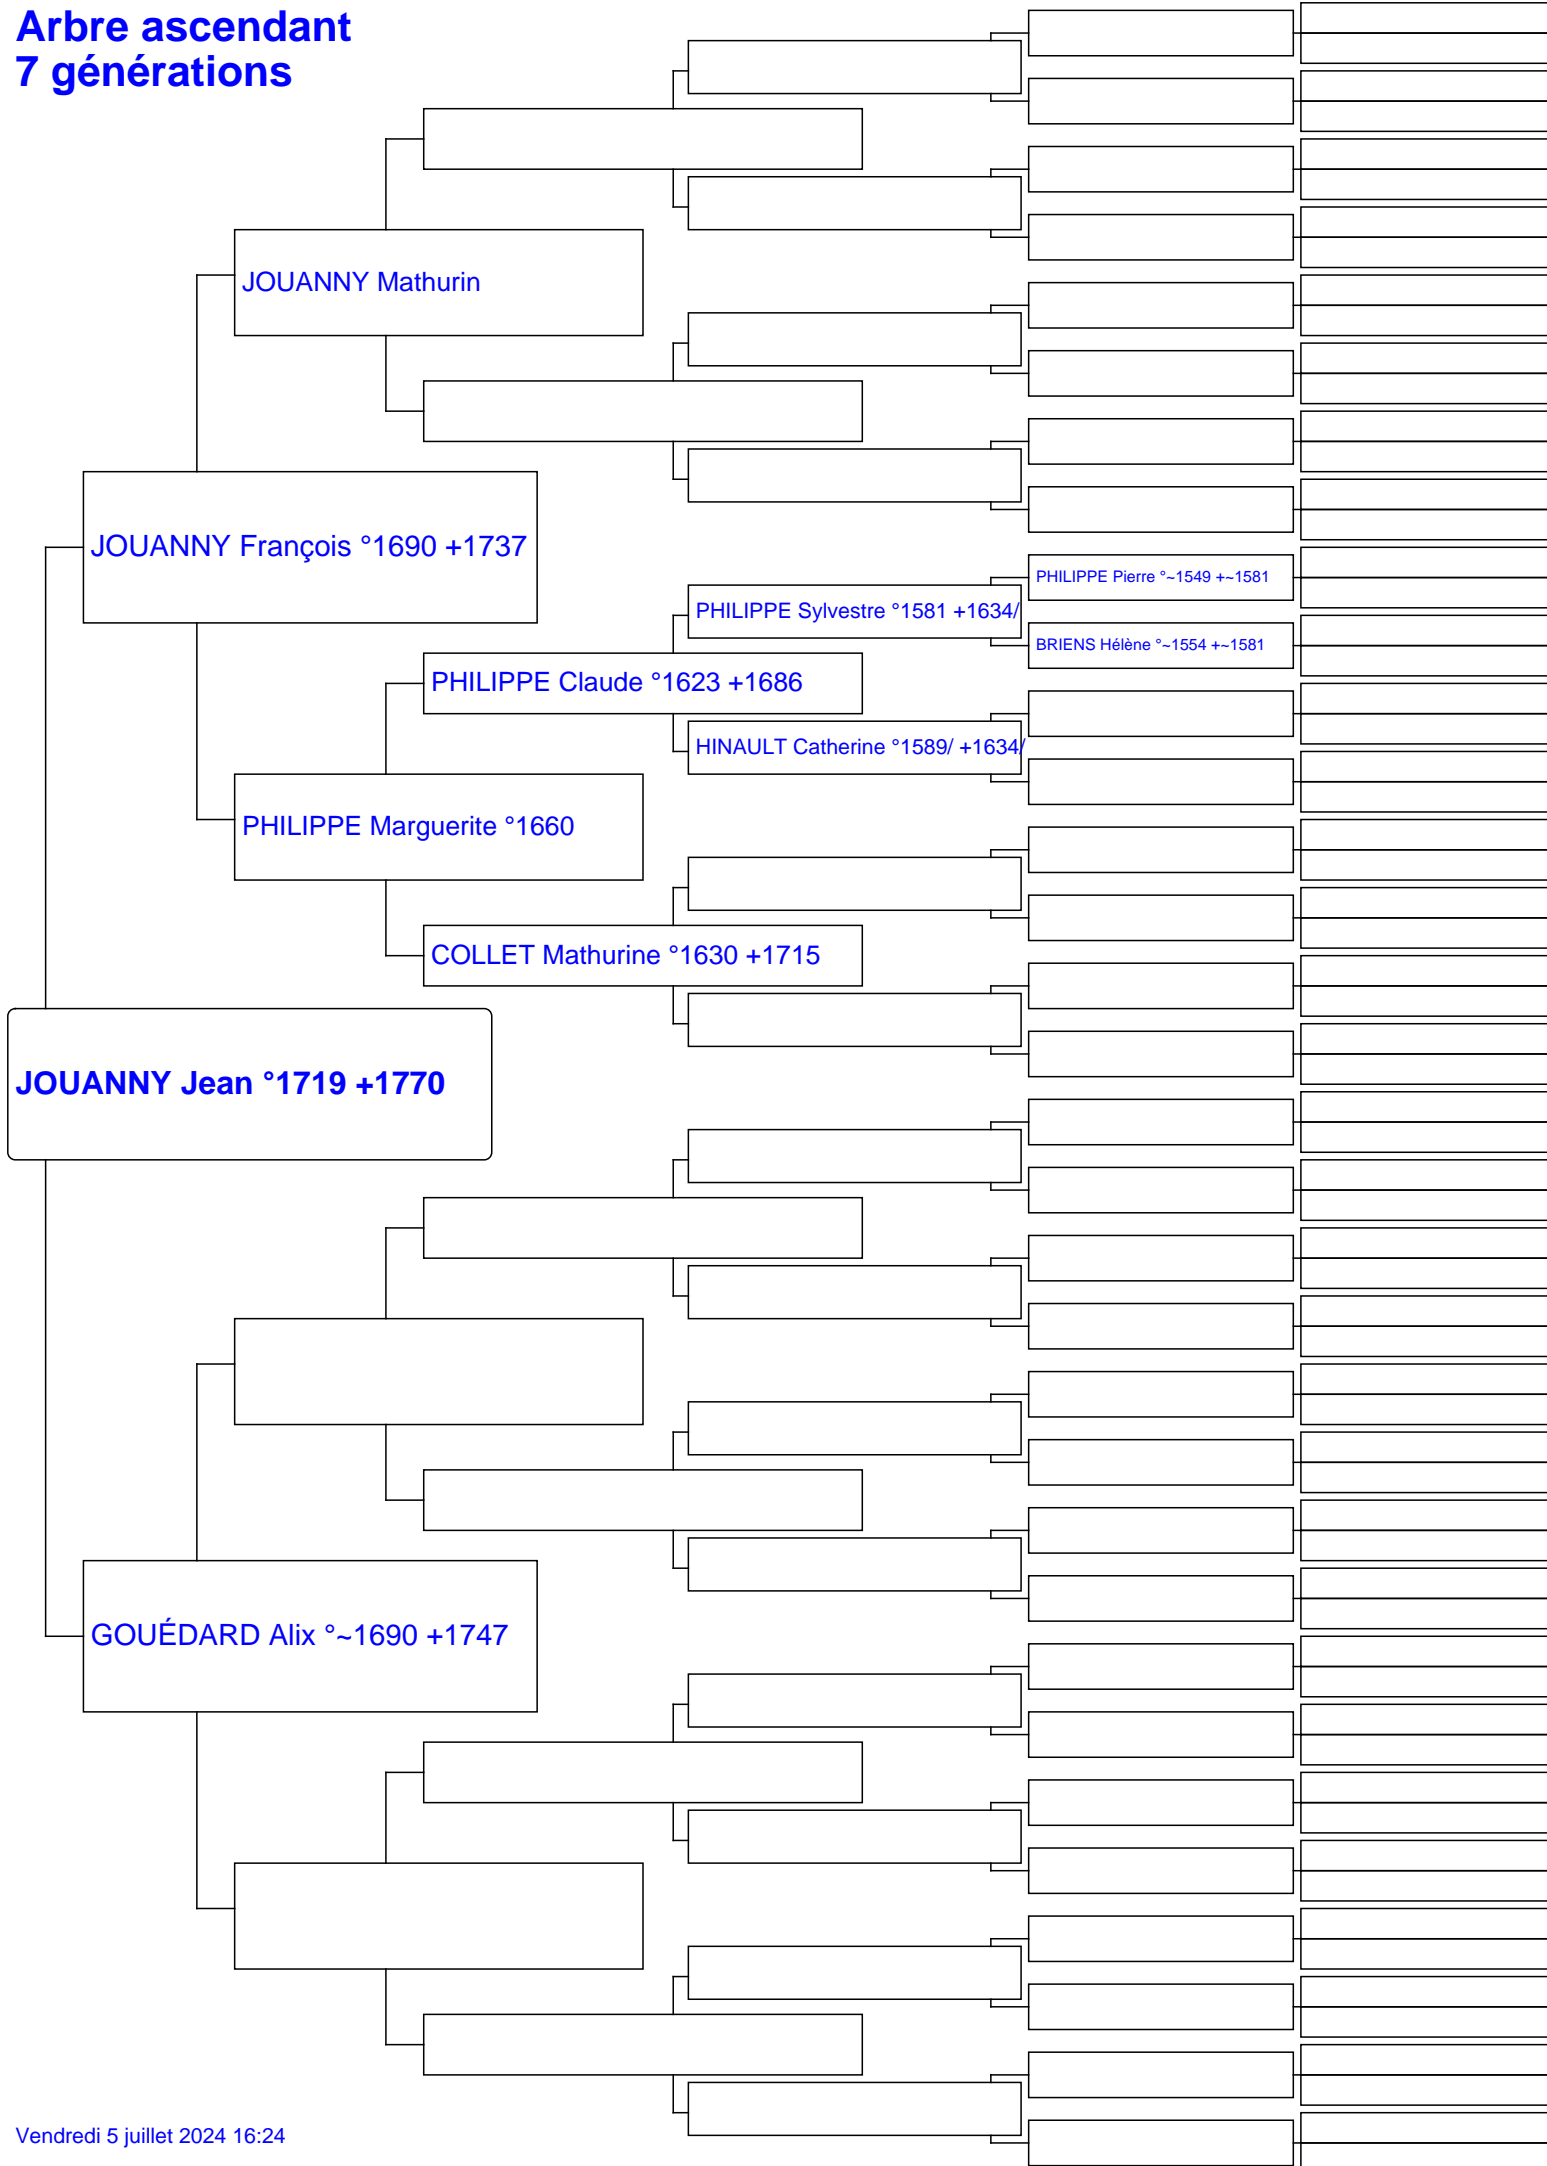 Arbre ascendant
7 générations
JOUANNY Mathurin
JOUANNY François °1690 +1737
PHILIPPE Pierre °~1549 +~1581
PHILIPPE Sylvestre °1581 +1634/
BRIENS Hélène °~1554 +~1581
PHILIPPE Claude °1623 +1686
HINAULT Catherine °1589/ +1634/
PHILIPPE Marguerite °1660
COLLET Mathurine °1630 +1715
JOUANNY Jean °1719 +1770
GOUÉDARD Alix °~1690 +1747
Vendredi 5 juillet 2024 16:24